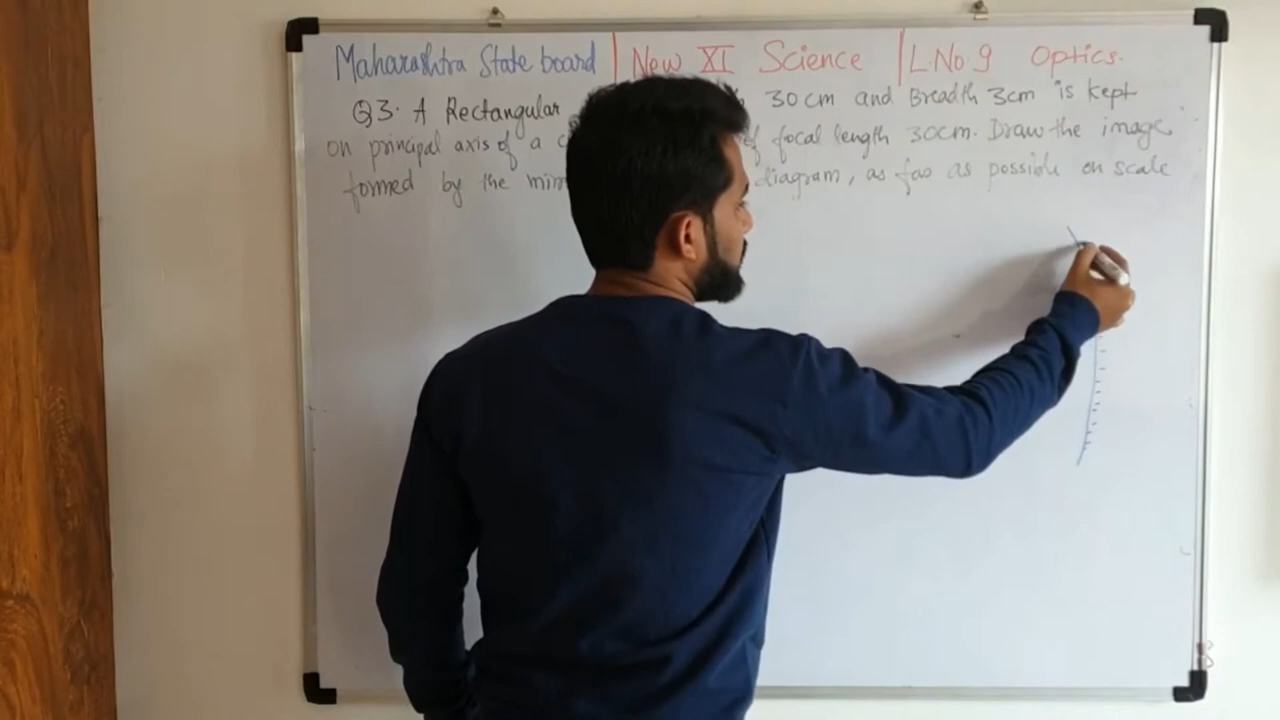 Maharashtra State board | New XI Science | L.No.9 Optics.
Q3. A Rectangular 30cm and Breadth 3cm is kept
on principal axis of a of focal length 30cm. Draw the image
formed by the diagram, as far as possible on scale